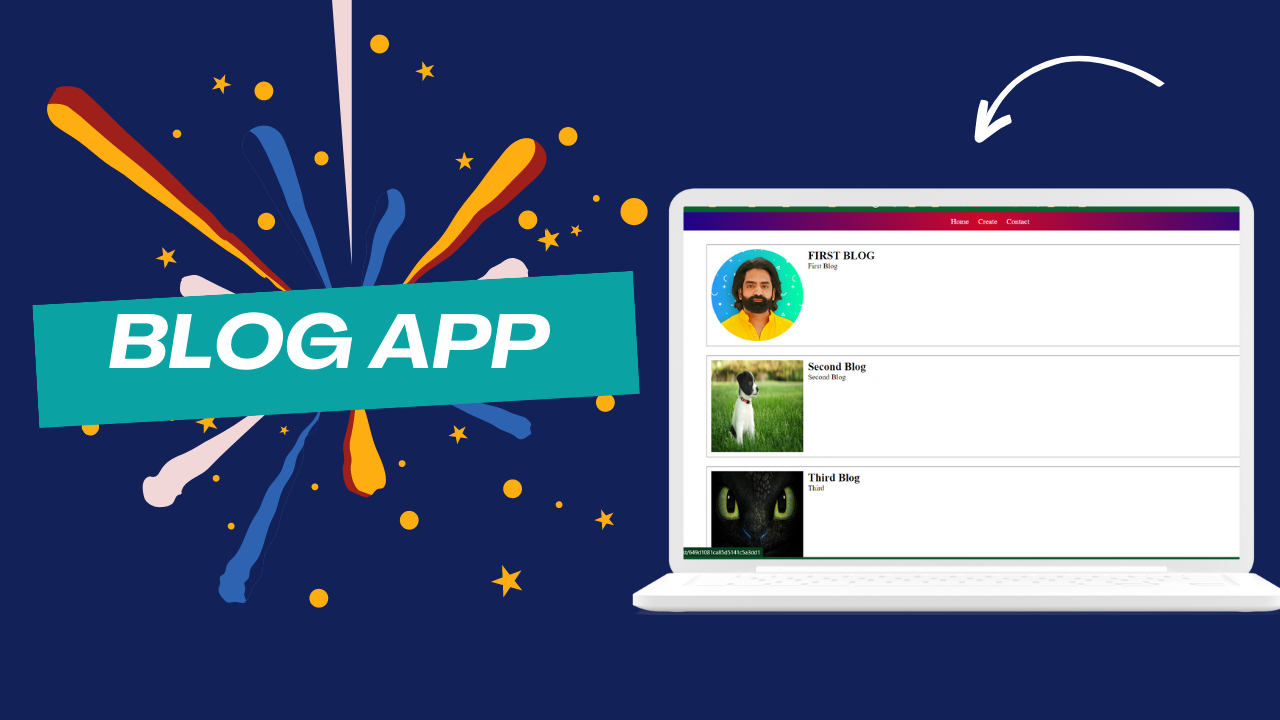 BLOG APP
Home Create Contact
FIRST BLOG
First Blog
Second Blog
Second Blog
Third Blog
Third